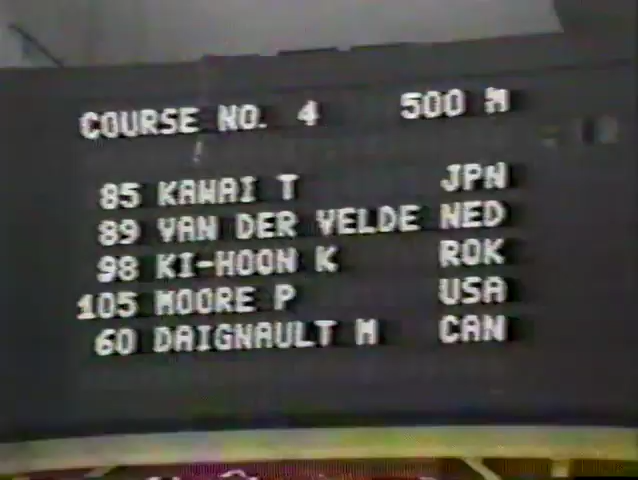 COURSE NO. 4 500 M
85 KAWAI T JPN
89 VAN DER VELDE NED
98 KI-HOON K ROK
105 MOORE P USA
60 DAIGNAULT M CAN